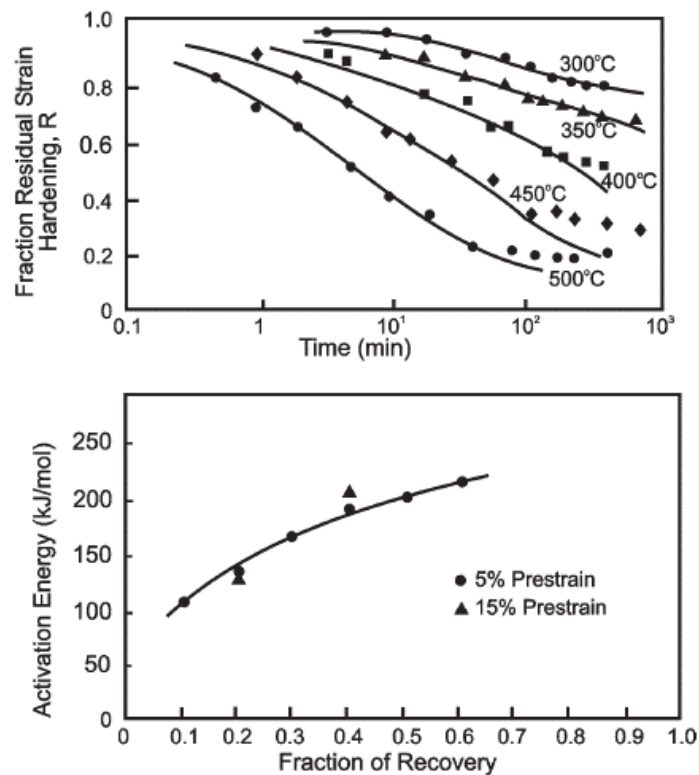 1.0
0.8
0.6
0.4
0.2
0
Fraction Residual Strain
Hardening, R
300°C
350°C
400°C
450°C
500°C
0.1
1
10¹
10²
10³
Time (min)
250
200
150
100
50
0
Activation Energy (kJ/mol)
5% Prestrain
15% Prestrain
0 0.1 0.2 0.3 0.4 0.5 0.6 0.7 0.8 0.9 1.0
Fraction of Recovery